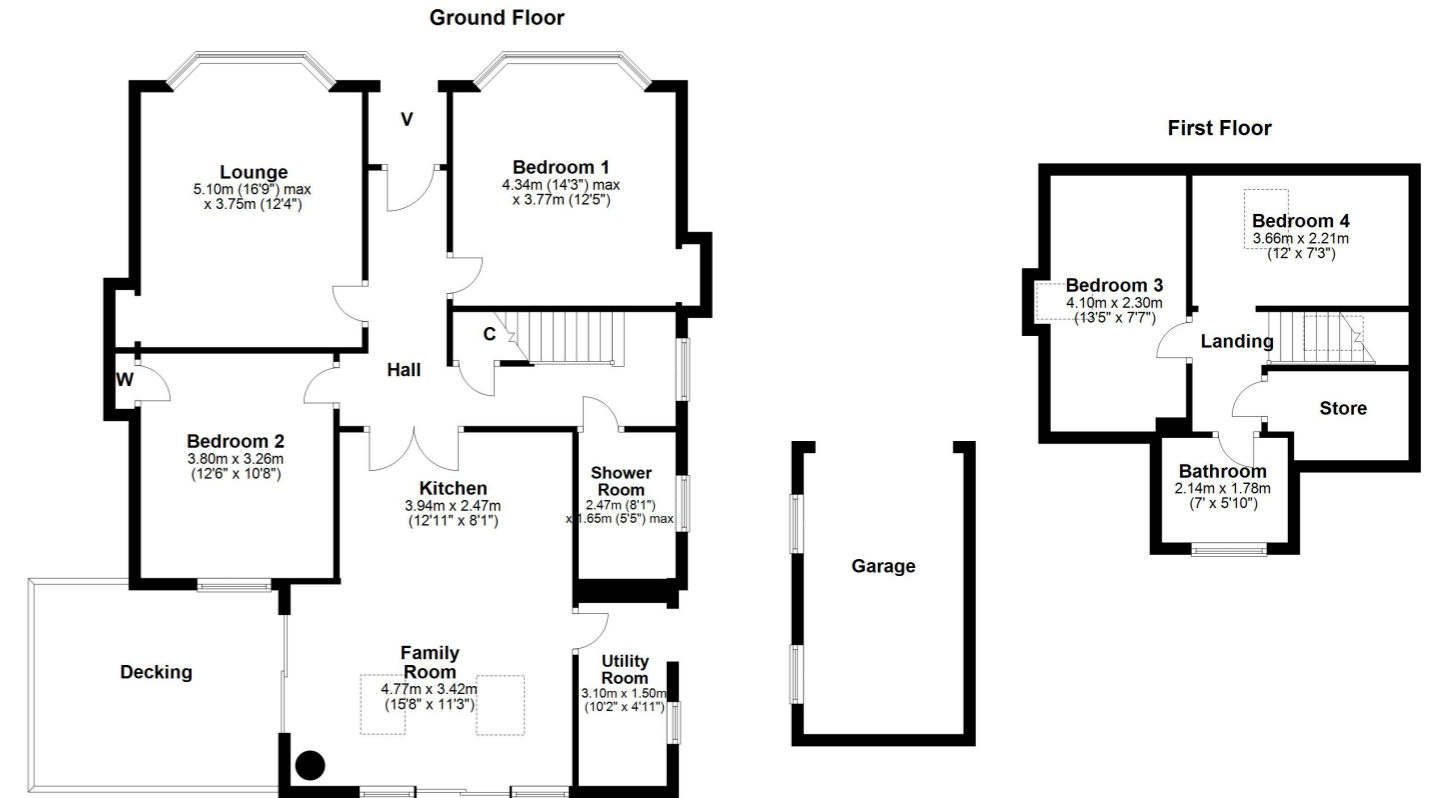 Ground Floor
V
Lounge
5.10m (16'9") max
x 3.75m (12'4")
Bedroom 1
4.34m (14'3") max
x 3.77m (12'5")
C
Hall
W
Bedroom 2
3.80m x 3.26m
(12'6" x 10'8")
Kitchen
3.94m x 2.47m
(12'11" x 8'1")
Shower
Room
2.47m (8'1")
x 1.65m (5'5") max
Decking
Family
Room
4.77m x 3.42m
(15'8" x 11'3")
Utility
Room
3.10m x 1.50m
(10'2" x 4'11")
Garage
First Floor
Bedroom 4
3.66m x 2.21m
(12' x 7'3")
Bedroom 3
4.10m x 2.30m
(13'5" x 7'7")
Landing
Store
Bathroom
2.14m x 1.78m
(7' x 5'10")